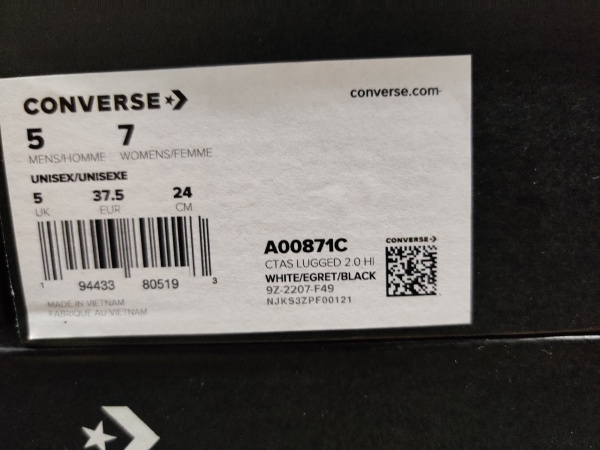 CONVERSE
converse.com
5 7
MENS/HOMME WOMENS/FEMME
UNISEX/UNISEXE
5 37.5 24
UK EUR CM
1 94433 80519 3
MADE IN VIETNAM
FABRIQUÉ AU VIETNAM
A00871C
CTAS LUGGED 2.0 HI
WHITE/EGRET/BLACK
9Z-2207-F49
NJKS3ZPF00121
CONVERSE